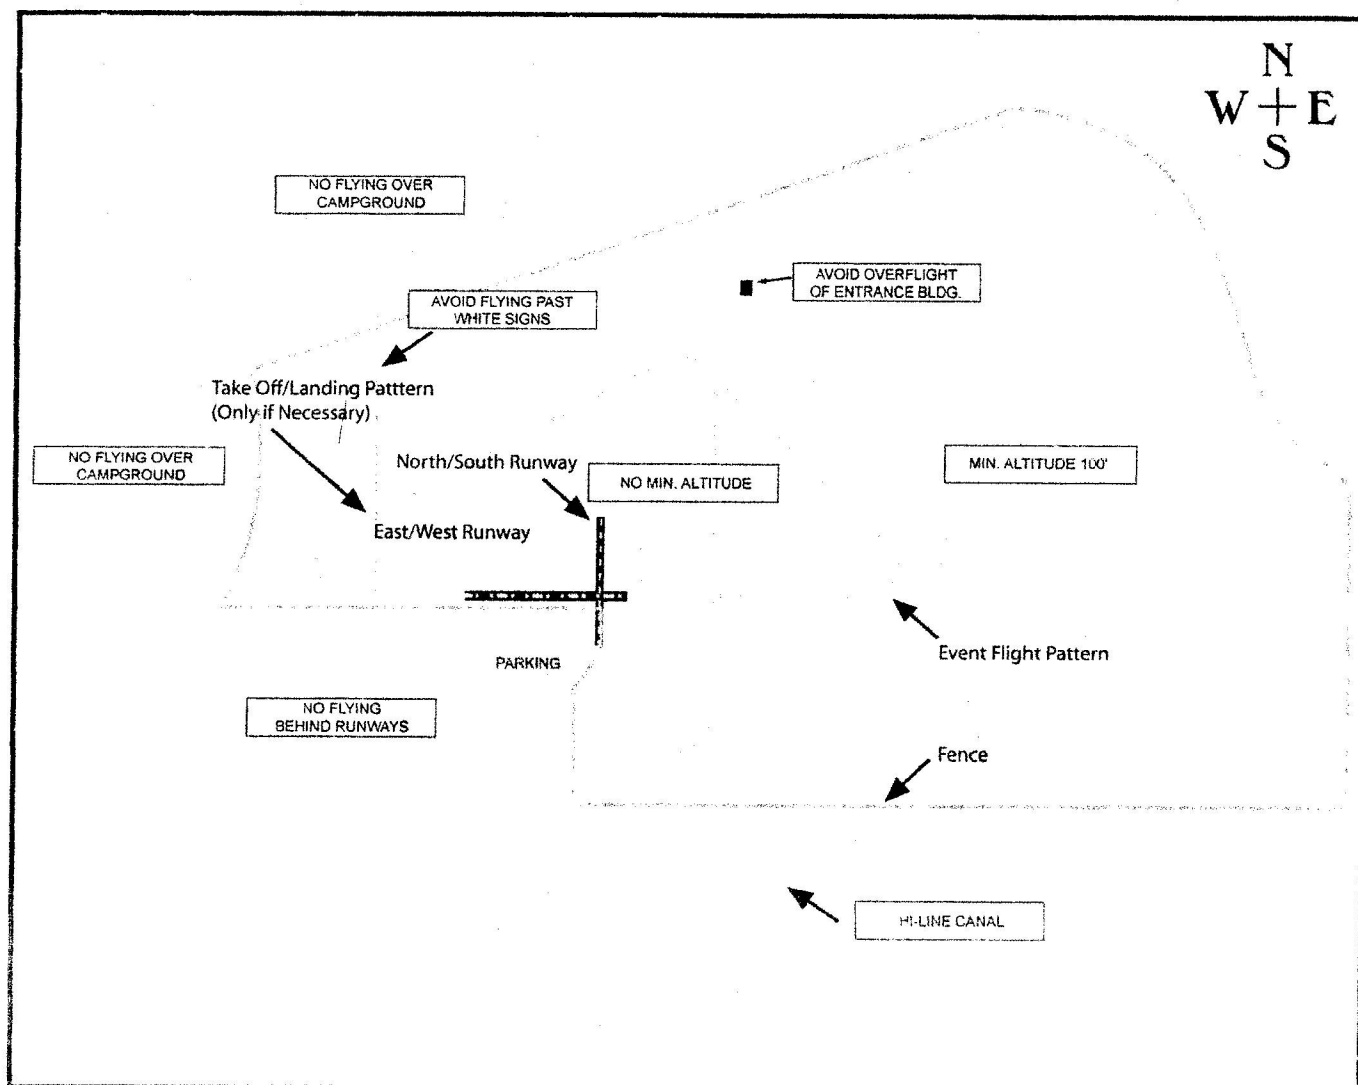 N
W E
S
NO FLYING OVER
CAMPGROUND
AVOID OVERFLIGHT
OF ENTRANCE BLDG.
AVOID FLYING PAST
WHITE SIGNS
Take Off/Landing Patttern
(Only if Necessary)
NO FLYING OVER
CAMPGROUND
North/South Runway
NO MIN. ALTITUDE
MIN. ALTITUDE 100'
East/West Runway
PARKING
Event Flight Pattern
NO FLYING
BEHIND RUNWAYS
Fence
HI-LINE CANAL